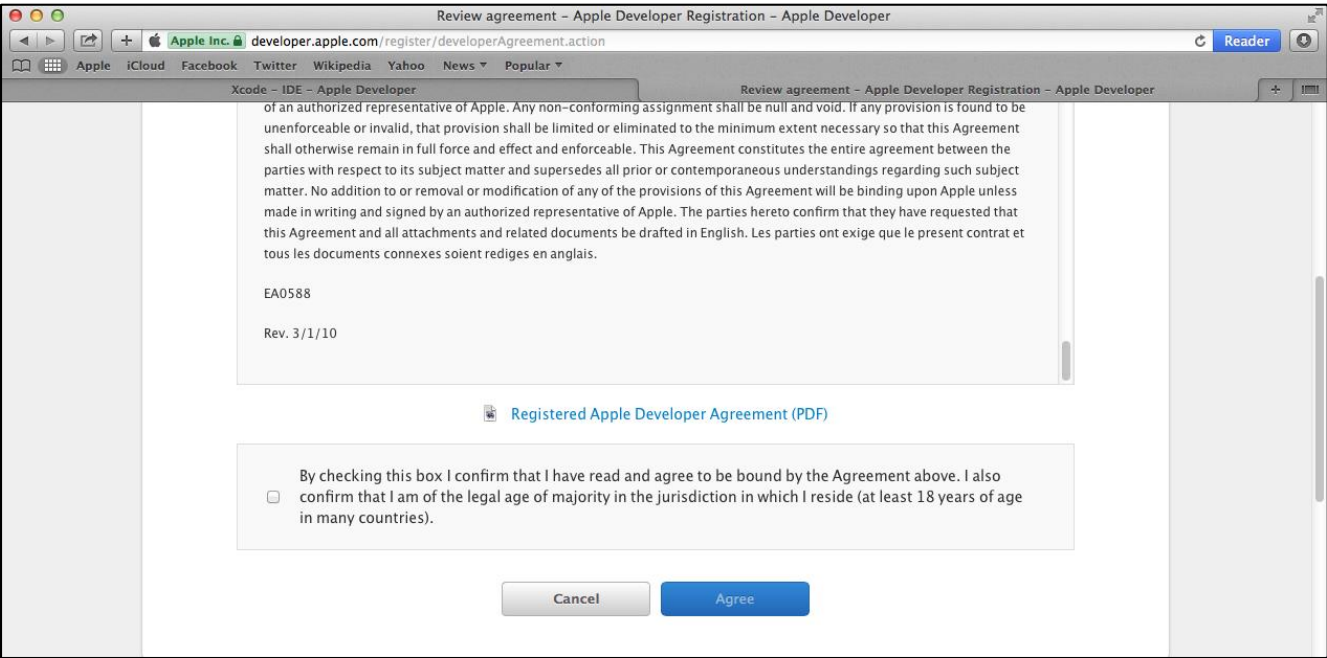 Review agreement – Apple Developer Registration – Apple Developer
Apple Inc. developer.apple.com/register/developerAgreement.action
Reader
Apple iCloud Facebook Twitter Wikipedia Yahoo News Popular
Xcode – IDE – Apple Developer
Review agreement – Apple Developer Registration – Apple Developer
of an authorized representative of Apple. Any non-conforming assignment shall be null and void. If any provision is found to be
unenforceable or invalid, that provision shall be limited or eliminated to the minimum extent necessary so that this Agreement
shall otherwise remain in full force and effect and enforceable. This Agreement constitutes the entire agreement between the
parties with respect to its subject matter and supersedes all prior or contemporaneous understandings regarding such subject
matter. No addition to or removal or modification of any of the provisions of this Agreement will be binding upon Apple unless
made in writing and signed by an authorized representative of Apple. The parties hereto confirm that they have requested that
this Agreement and all attachments and related documents be drafted in English. Les parties ont exige que le present contrat et
tous les documents connexes soient rediges en anglais.
EA0588
Rev. 3/1/10
Registered Apple Developer Agreement (PDF)
By checking this box I confirm that I have read and agree to be bound by the Agreement above. I also
confirm that I am of the legal age of majority in the jurisdiction in which I reside (at least 18 years of age
in many countries).
Cancel
Agree